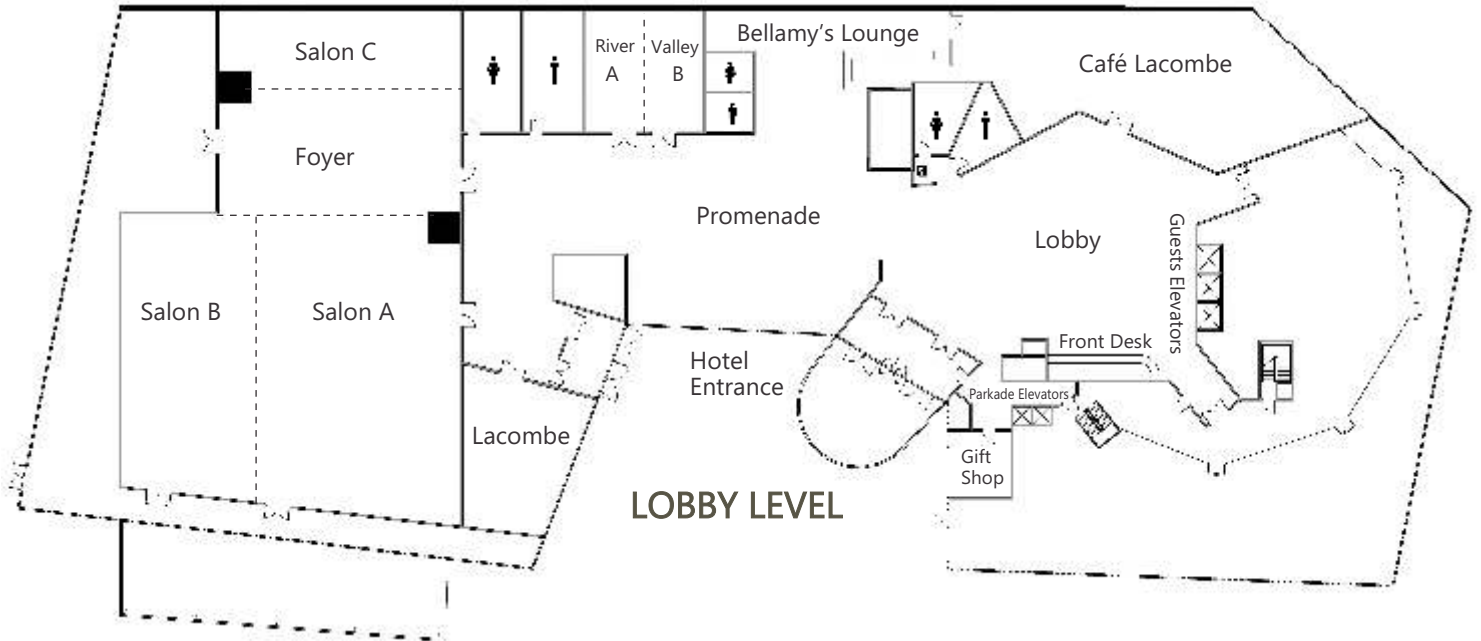 Bellamy's Lounge
Salon C
River
A
Valley
B
Café Lacombe
Foyer
Promenade
Lobby
Guests Elevators
Salon B
Salon A
Front Desk
Hotel
Entrance
Parkade Elevators
Lacombe
Gift
Shop
LOBBY LEVEL